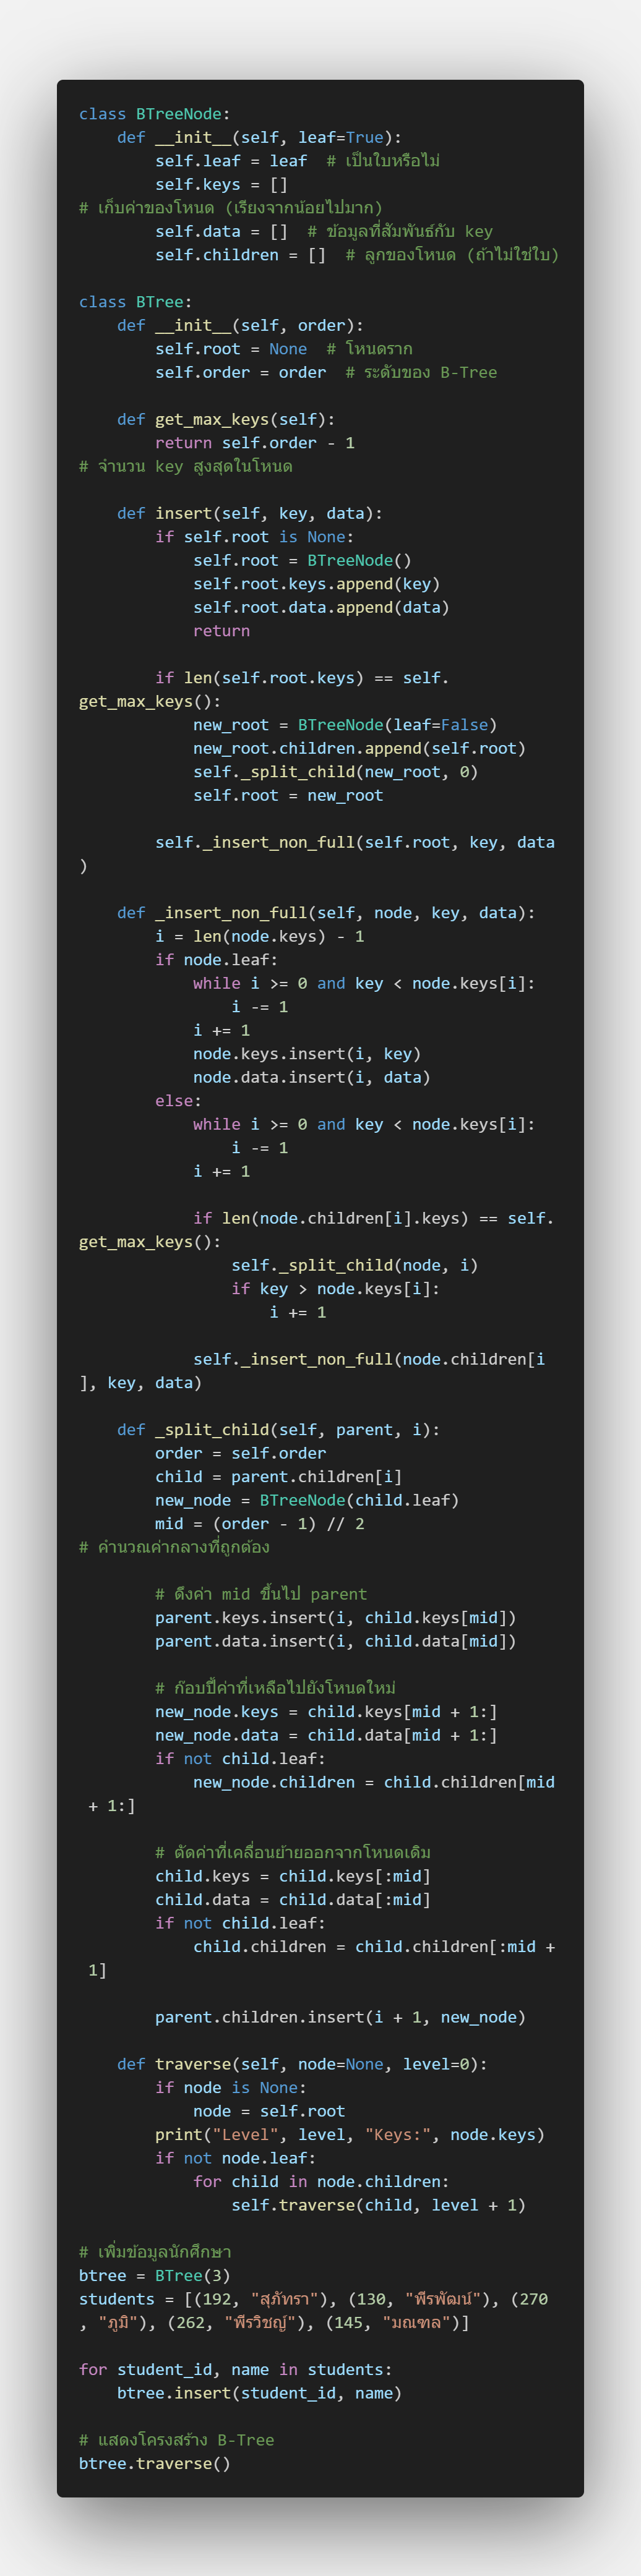 class BTreeNode:
    def __init__(self, leaf=True):
        self.leaf = leaf  # เป็นใบหรือไม่
        self.keys = []
# เก็บค่าของโหนด (เรียงจากน้อยไปมาก)
        self.data = []  # ข้อมูลที่สัมพันธ์กับ key
        self.children = []  # ลูกของโหนด (ถ้าไม่ใช่ใบ)

class BTree:
    def __init__(self, order):
        self.root = None  # โหนดราก
        self.order = order  # ระดับของ B-Tree

    def get_max_keys(self):
        return self.order - 1
# จำนวน key สูงสุดในโหนด

    def insert(self, key, data):
        if self.root is None:
            self.root = BTreeNode()
            self.root.keys.append(key)
            self.root.data.append(data)
            return

        if len(self.root.keys) == self.
get_max_keys():
            new_root = BTreeNode(leaf=False)
            new_root.children.append(self.root)
            self._split_child(new_root, 0)
            self.root = new_root

        self._insert_non_full(self.root, key, data
)

    def _insert_non_full(self, node, key, data):
        i = len(node.keys) - 1
        if node.leaf:
            while i >= 0 and key < node.keys[i]:
                i -= 1
            i += 1
            node.keys.insert(i, key)
            node.data.insert(i, data)
        else:
            while i >= 0 and key < node.keys[i]:
                i -= 1
            i += 1

            if len(node.children[i].keys) == self.
get_max_keys():
                self._split_child(node, i)
                if key > node.keys[i]:
                    i += 1

            self._insert_non_full(node.children[i
], key, data)

    def _split_child(self, parent, i):
        order = self.order
        child = parent.children[i]
        new_node = BTreeNode(child.leaf)
        mid = (order - 1) // 2
# คำนวณค่ากลางที่ถูกต้อง

        # ดึงค่า mid ขึ้นไป parent
        parent.keys.insert(i, child.keys[mid])
        parent.data.insert(i, child.data[mid])

        # ก๊อบปี้ค่าที่เหลือไปยังโหนดใหม่
        new_node.keys = child.keys[mid + 1:]
        new_node.data = child.data[mid + 1:]
        if not child.leaf:
            new_node.children = child.children[mid
 + 1:]

        # ตัดค่าที่เคลื่อนย้ายออกจากโหนดเดิม
        child.keys = child.keys[:mid]
        child.data = child.data[:mid]
        if not child.leaf:
            child.children = child.children[:mid +
 1]

        parent.children.insert(i + 1, new_node)

    def traverse(self, node=None, level=0):
        if node is None:
            node = self.root
        print("Level", level, "Keys:", node.keys)
        if not node.leaf:
            for child in node.children:
                self.traverse(child, level + 1)

# เพิ่มข้อมูลนักศึกษา
btree = BTree(3)
students = [(192, "สุภัทรา"), (130, "พีรพัฒน์"), (270
, "ภูมิ"), (262, "พีรวิชญ์"), (145, "มณฑล")]

for student_id, name in students:
    btree.insert(student_id, name)

# แสดงโครงสร้าง B-Tree
btree.traverse()